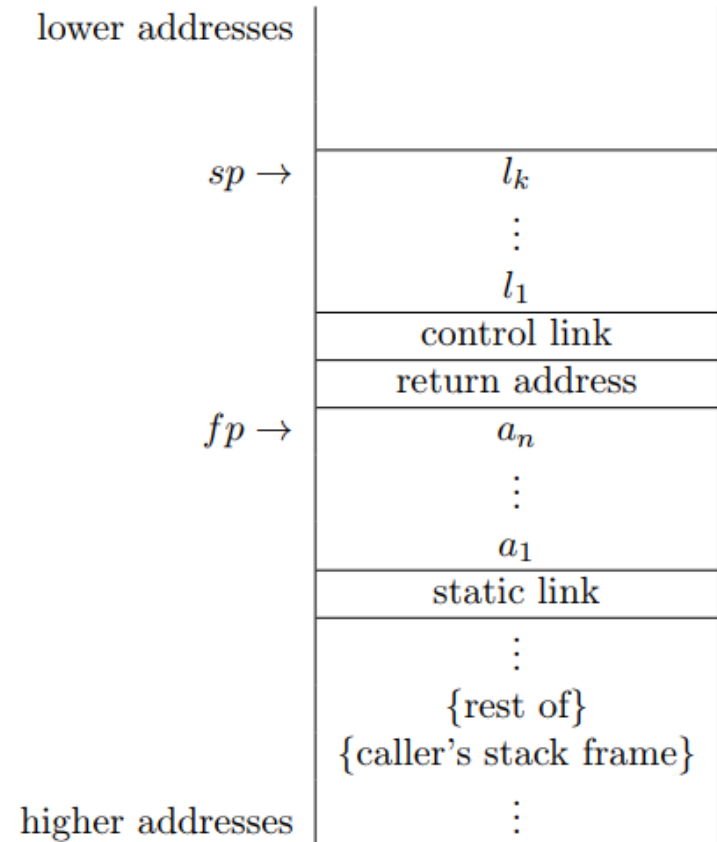 lower addresses
sp → l_k
⋮
l_1
control link
return address
fp → a_n
⋮
a_1
static link
⋮
{rest of}
{caller's stack frame}
higher addresses ⋮